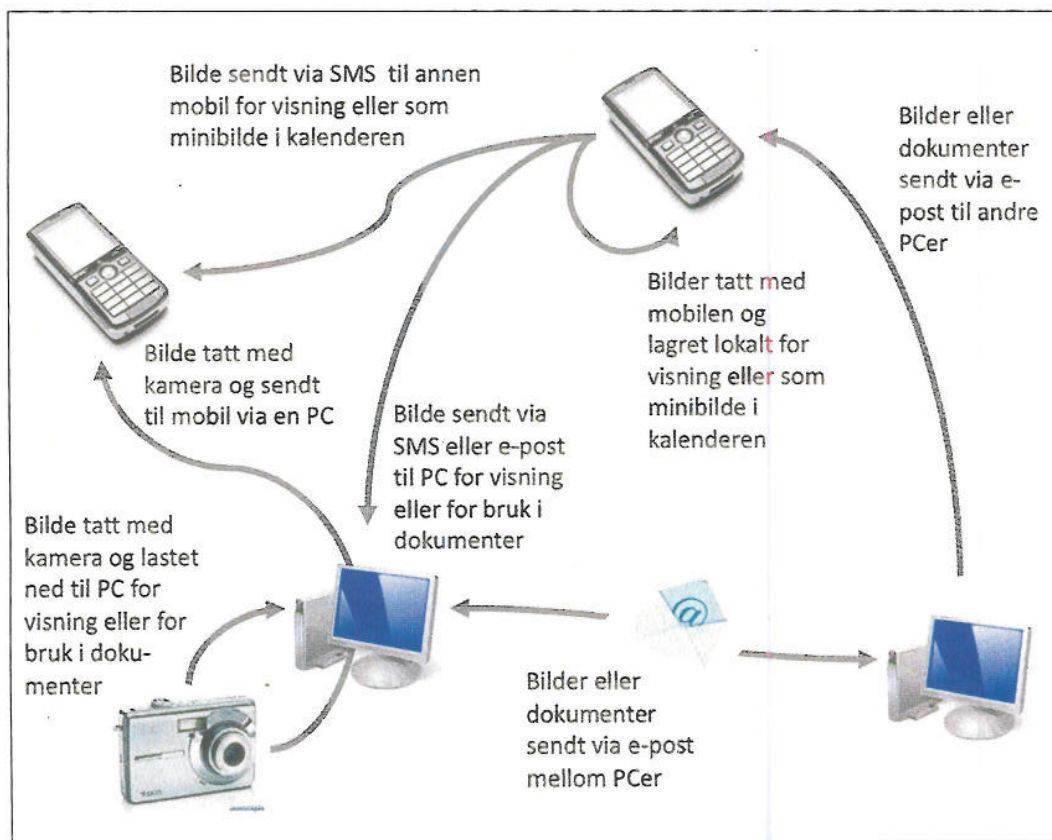 Bilde sendt via SMS til annen
mobil for visning eller som
minibilde i kalenderen
Bilder eller
dokumenter
sendt via e-
post til andre
PCer
Bilder tatt med
mobilen og
lagret lokalt for
visning eller som
minibilde i
kalenderen
Bilde tatt med
kamera og sendt
til mobil via en PC
Bilde sendt via
SMS eller e-post
til PC for visning
eller for bruk i
dokumenter
Bilde tatt med
kamera og lastet
ned til PC for
visning eller for
bruk i doku-
menter
@
Bilder eller
dokumenter
sendt via e-post
mellom PCer